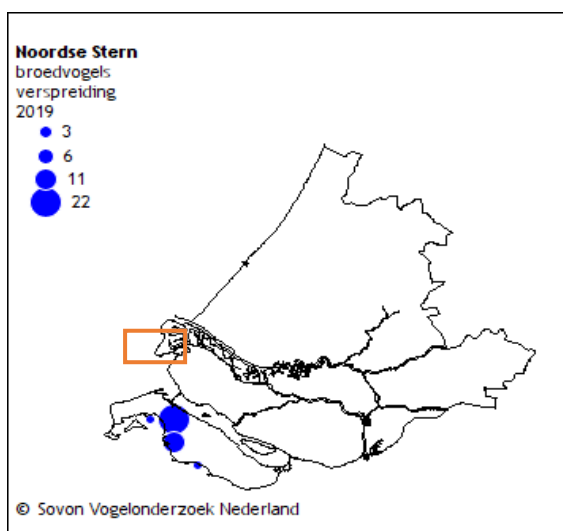 Noordse Stern
broedvogels
verspreiding
2019
3
6
11
22
© Sovon Vogelonderzoek Nederland